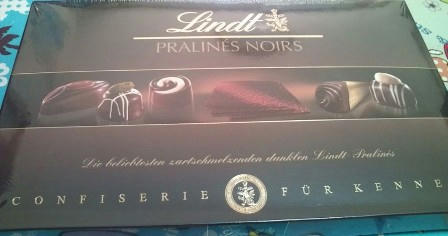 Lindt
PRALINÉS NOIRS
Die beliebtesten zartschmelzenden dunklen Lindt Pralinés
CONFISERIE FÜR KENNE